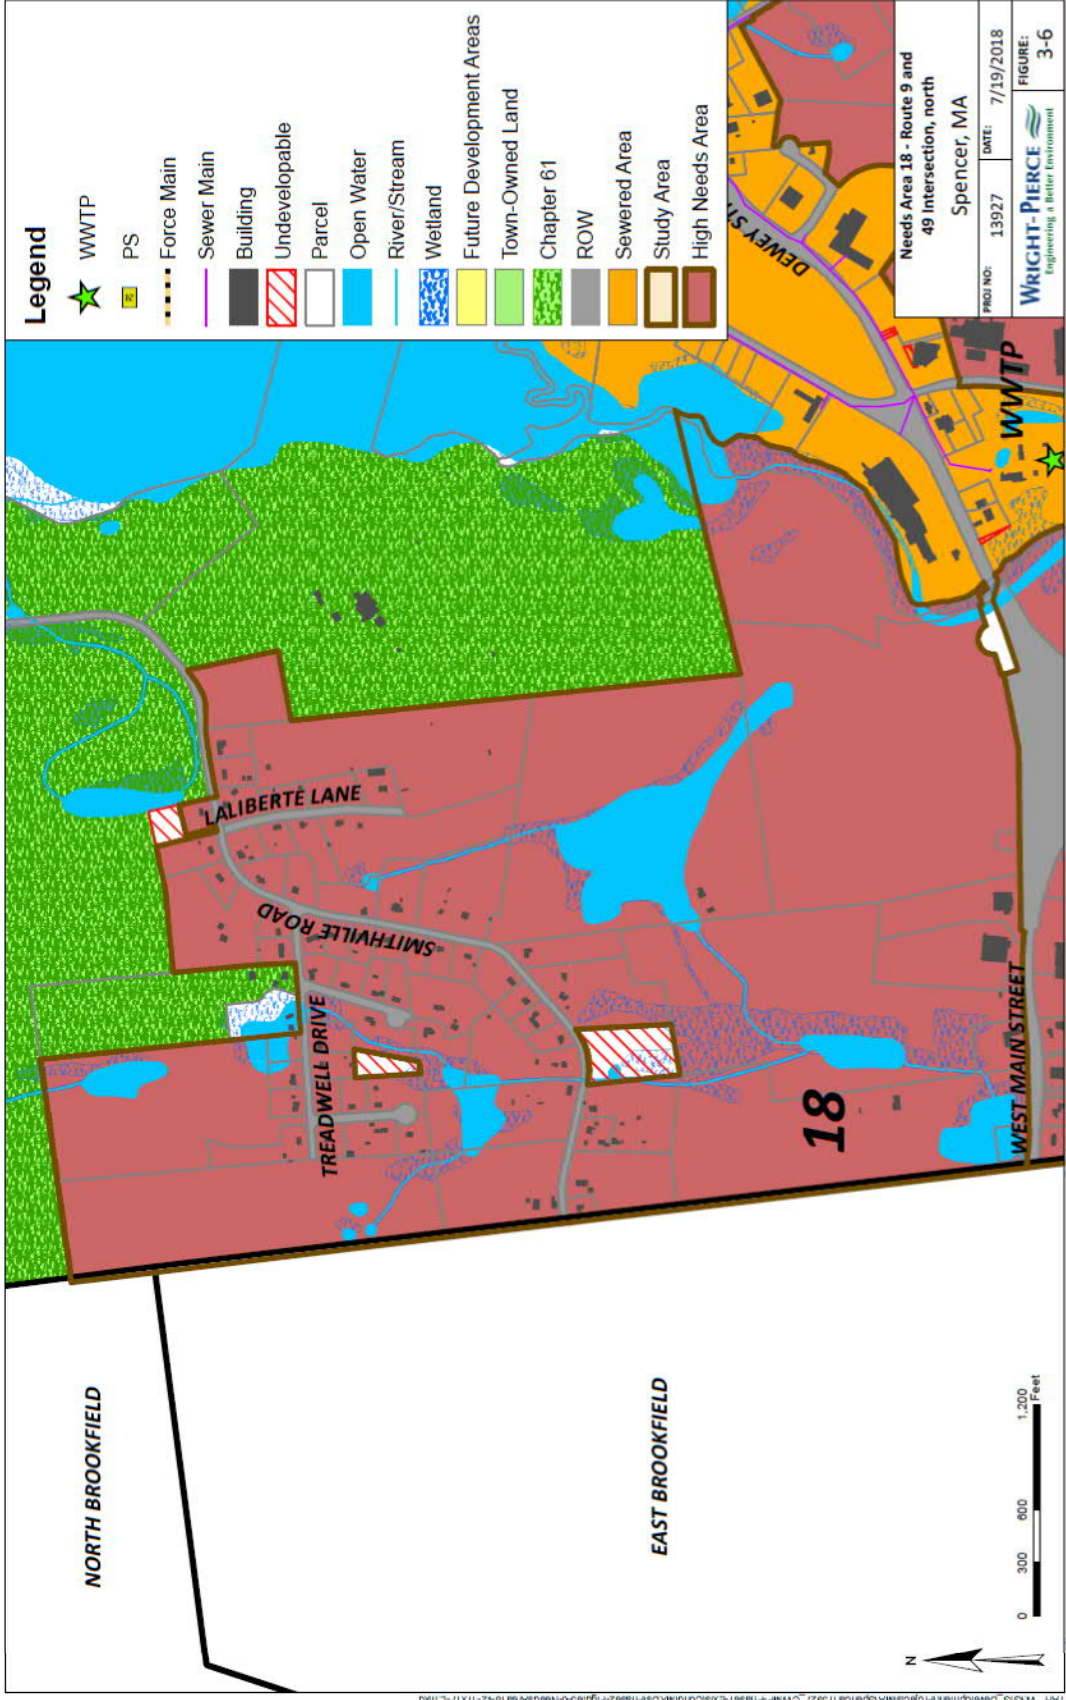 Legend
WWTP
PS
PS
Force Main
Sewer Main
Building
Undevelopable
Parcel
Open Water
River/Stream
Wetland
Future Development Areas
Town-Owned Land
Chapter 61
ROW
Sewered Area
Study Area
High Needs Area
NORTH BROOKFIELD
EAST BROOKFIELD
LALIBERTE LANE
SMITHVILLE ROAD
TREADWELL DRIVE
18
WEST MAIN STREET
DEWEY ST
WWTP
N
0 300 600 1,200
Feet
Needs Area 18 - Route 9 and
49 Intersection, north
Spencer, MA
PROJ NO: 13927 DATE: 7/19/2018
WRIGHT-PIERCE
Engineering a Better Environment
FIGURE:
3-6